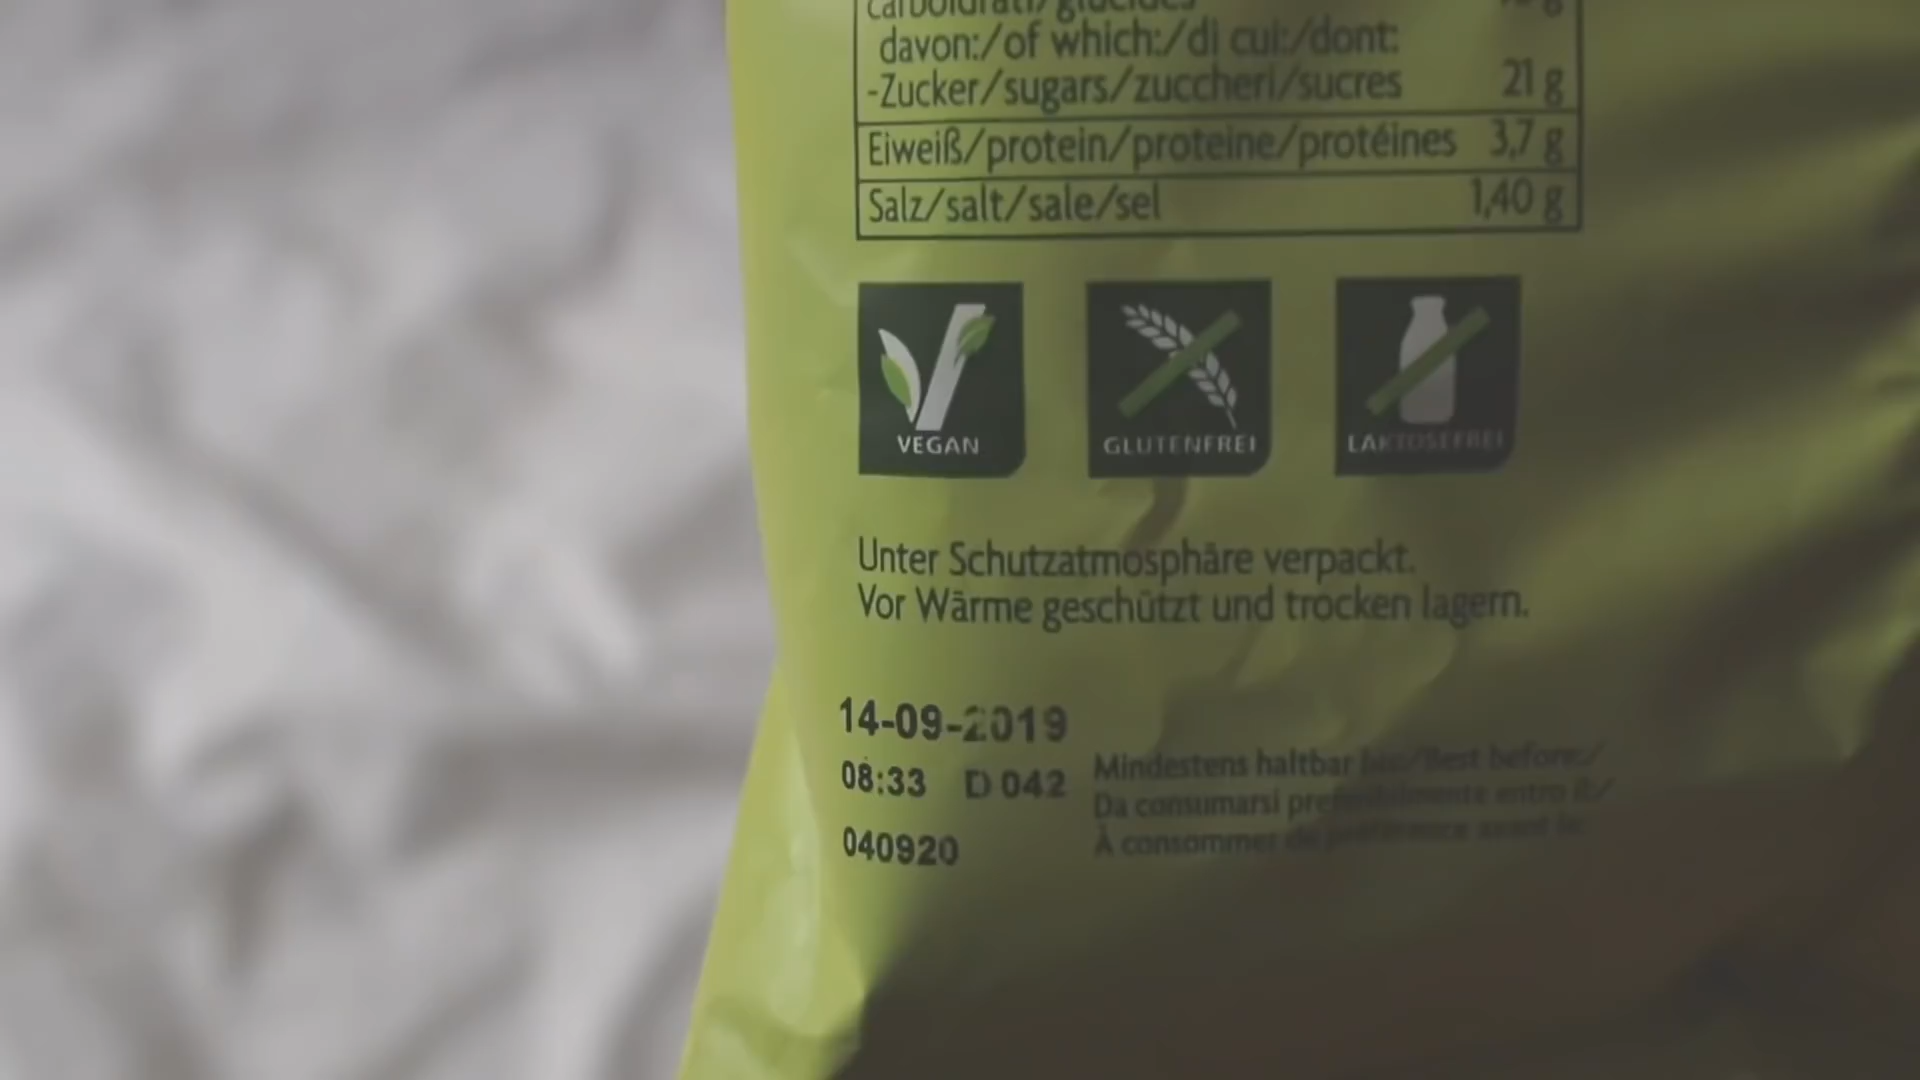 carboidrati/glucides
davon:/of which:/di cui:/dont:
-Zucker/sugars/zuccheri/sucres 21 g
Eiweiß/protein/proteine/protéines 3,7 g
Salz/salt/sale/sel 1,40 g
VEGAN
GLUTENFREI
LAKTOSEFREI
Unter Schutzatmosphäre verpackt.
Vor Wärme geschützt und trocken lagern.
14-09-2019
08:33 D 042
040920
Mindestens haltbar bis/Best before:/
Da consumarsi preferibilmente entro il:/
À consommer de préférence avant le: